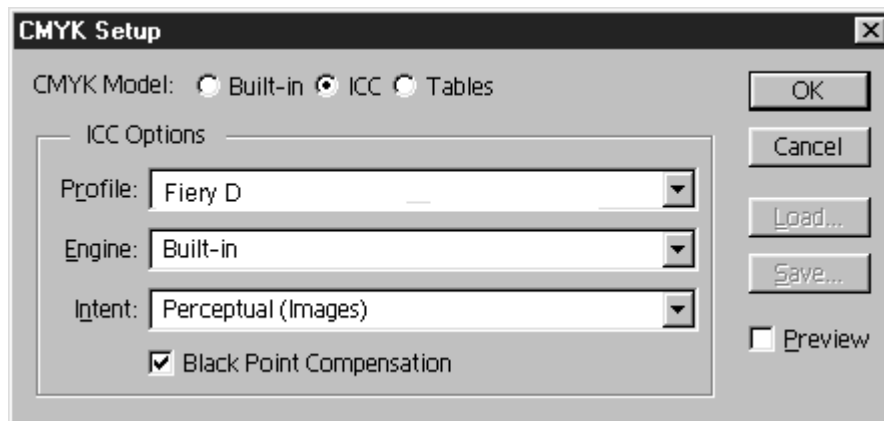 CMYK Setup
CMYK Model: Built-in ICC Tables
OK
ICC Options
Cancel
Profile: Fiery D
Load...
Engine: Built-in
Save...
Intent: Perceptual (Images)
Preview
Black Point Compensation